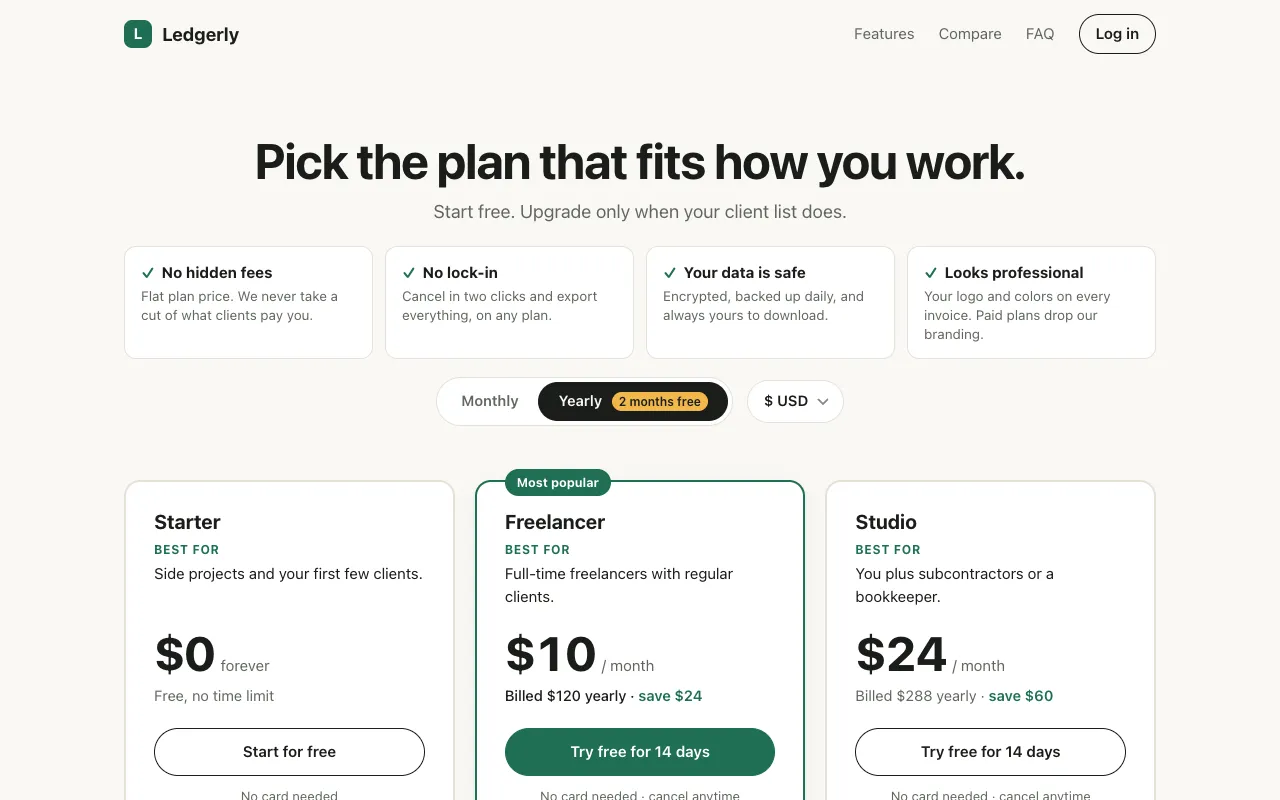 L Ledgerly
Features Compare FAQ Log in
Pick the plan that fits how you work.
Start free. Upgrade only when your client list does.
No hidden fees
Flat plan price. We never take a
cut of what clients pay you.
No lock-in
Cancel in two clicks and export
everything, on any plan.
Your data is safe
Encrypted, backed up daily, and
always yours to download.
Looks professional
Your logo and colors on every
invoice. Paid plans drop our
branding.
Monthly Yearly 2 months free $ USD
Starter
BEST FOR
Side projects and your first few clients.
$0 forever
Free, no time limit
Start for free
No card needed
Most popular
Freelancer
BEST FOR
Full-time freelancers with regular
clients.
$10 / month
Billed $120 yearly · save $24
Try free for 14 days
No card needed · cancel anytime
Studio
BEST FOR
You plus subcontractors or a
bookkeeper.
$24 / month
Billed $288 yearly · save $60
Try free for 14 days
No card needed · cancel anytime